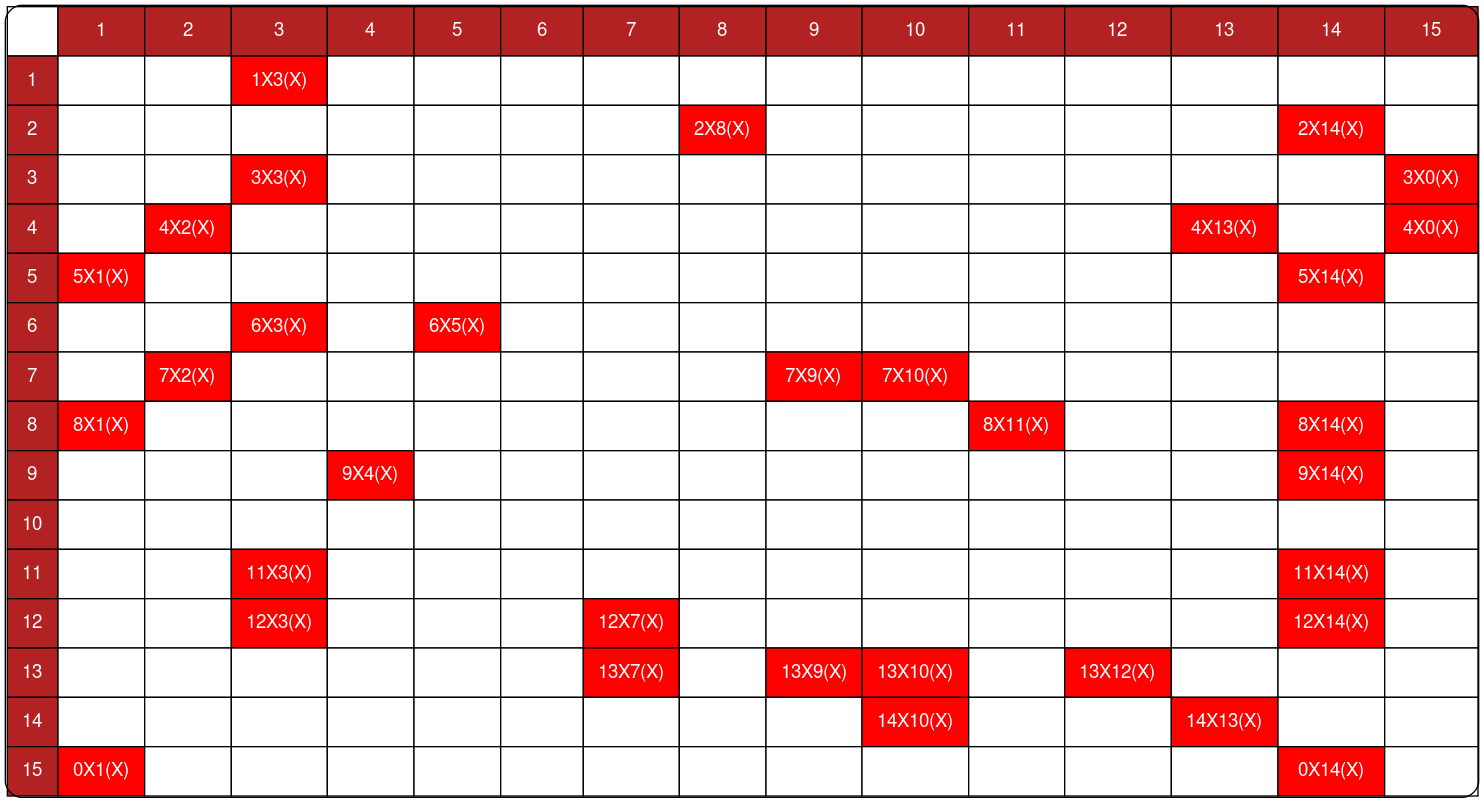 1 2 3 4 5 6 7 8 9 10 11 12 13 14 15
1 1X3(X)
2 2X8(X) 2X14(X)
3 3X3(X) 3X0(X)
4 4X2(X) 4X13(X) 4X0(X)
5 5X1(X) 5X14(X)
6 6X3(X) 6X5(X)
7 7X2(X) 7X9(X) 7X10(X)
8 8X1(X) 8X11(X) 8X14(X)
9 9X4(X) 9X14(X)
10
11 11X3(X) 11X14(X)
12 12X3(X) 12X7(X) 12X14(X)
13 13X7(X) 13X9(X) 13X10(X) 13X12(X)
14 14X10(X) 14X13(X)
15 0X1(X) 0X14(X)